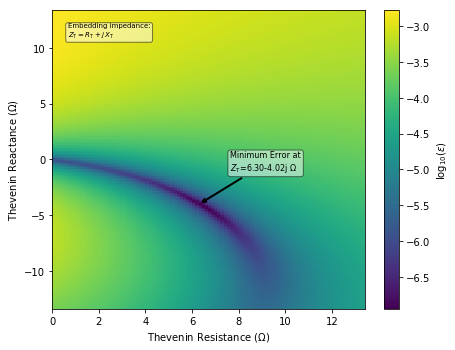 Embedding Impedance:
Z_T = R_T + j X_T
Minimum Error at
Z_T=6.30-4.02j Ω
10
5
0
−5
−10
Thevenin Reactance (Ω)
0 2 4 6 8 10 12
Thevenin Resistance (Ω)
−3.0
−3.5
−4.0
−4.5
−5.0
−5.5
−6.0
−6.5
log₁₀(ε)